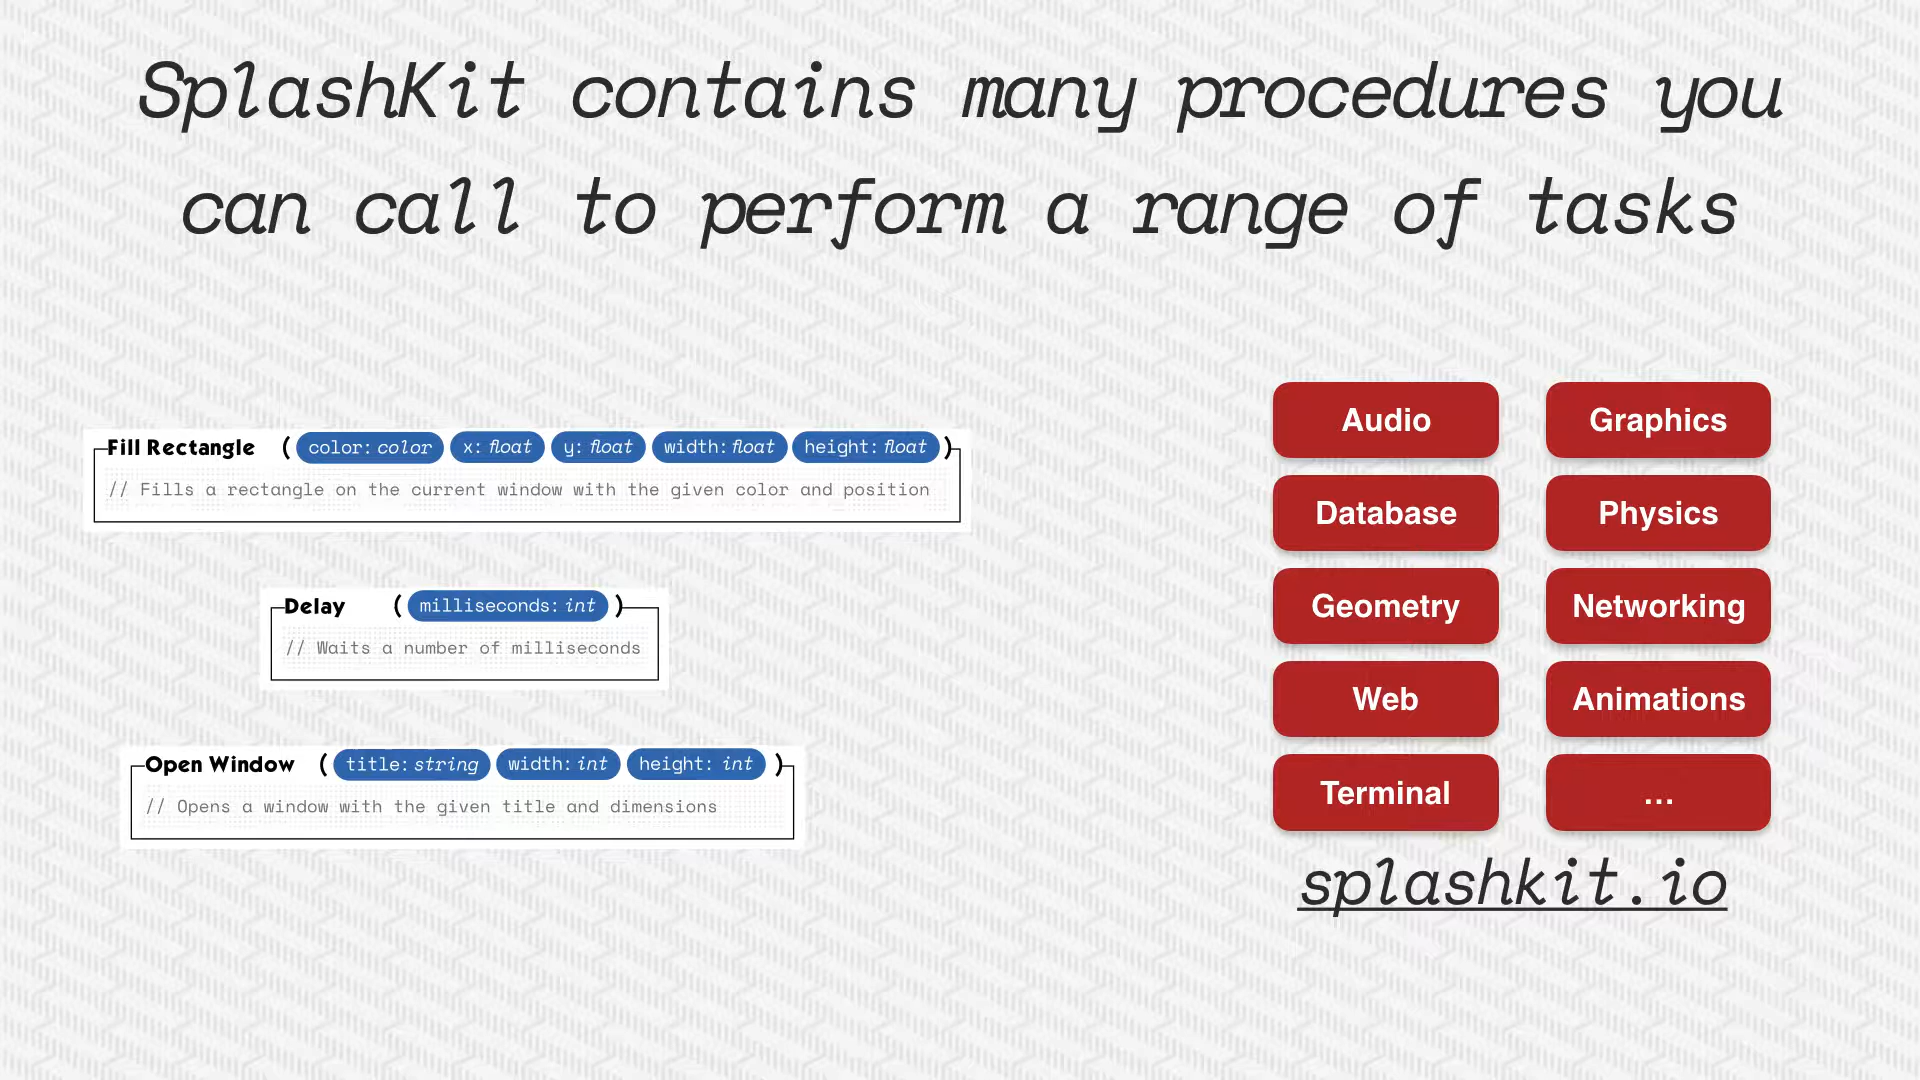 SplashKit contains many procedures you
can call to perform a range of tasks
Fill Rectangle ( color: color x: float y: float width: float height: float )
// Fills a rectangle on the current window with the given color and position
Delay ( milliseconds: int )
// Waits a number of milliseconds
Open Window ( title: string width: int height: int )
// Opens a window with the given title and dimensions
Audio Graphics
Database Physics
Geometry Networking
Web Animations
Terminal ...
splashkit.io